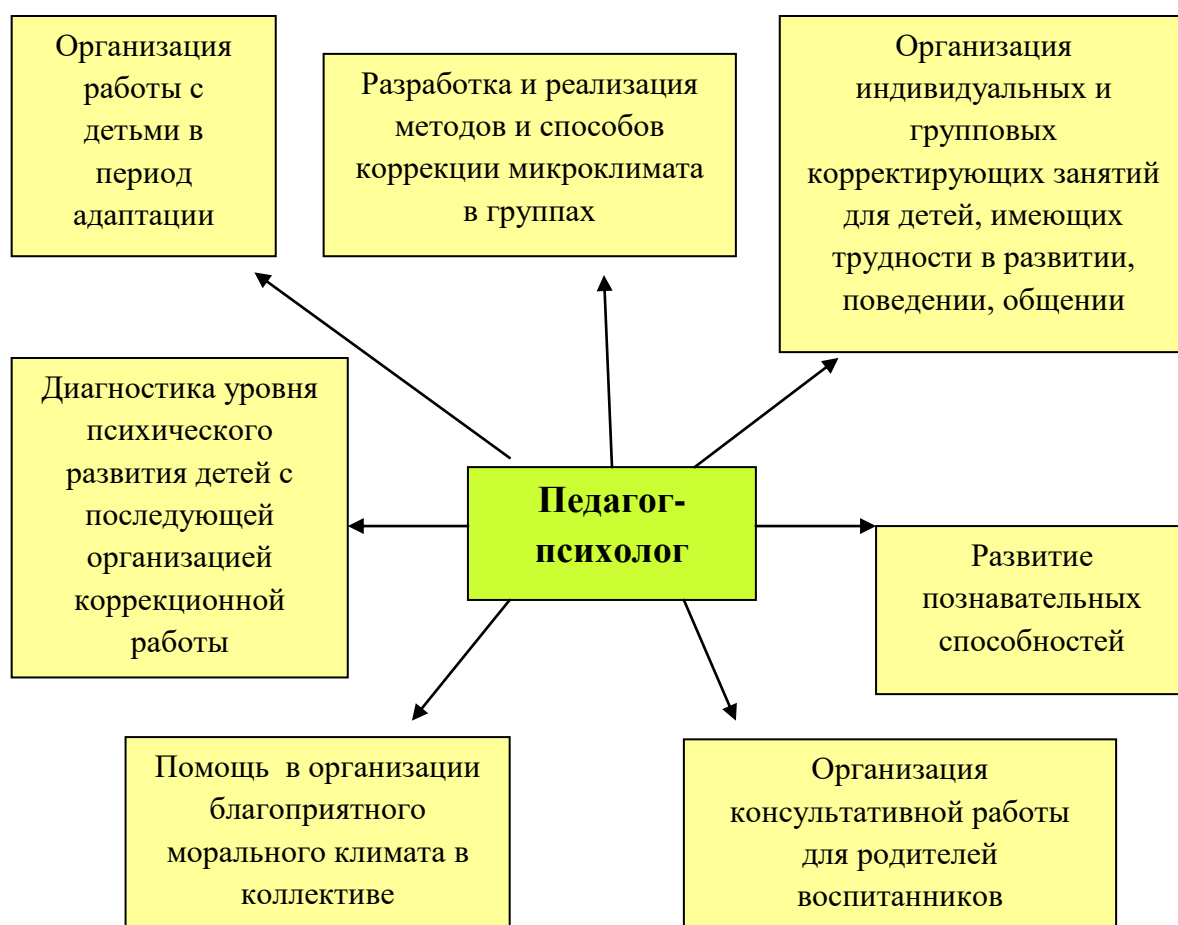 Организация
работы с
детьми в
период
адаптации
Разработка и реализация
методов и способов
коррекции микроклимата
в группах
Организация
индивидуальных и
групповых
корректирующих занятий
для детей, имеющих
трудности в развитии,
поведении, общении
Диагностика уровня
психического
развития детей с
последующей
организацией
коррекционной
работы
Педагог-
психолог
Развитие
познавательных
способностей
Помощь  в организации
благоприятного
морального климата в
коллективе
Организация
консультативной работы
для родителей
воспитанников